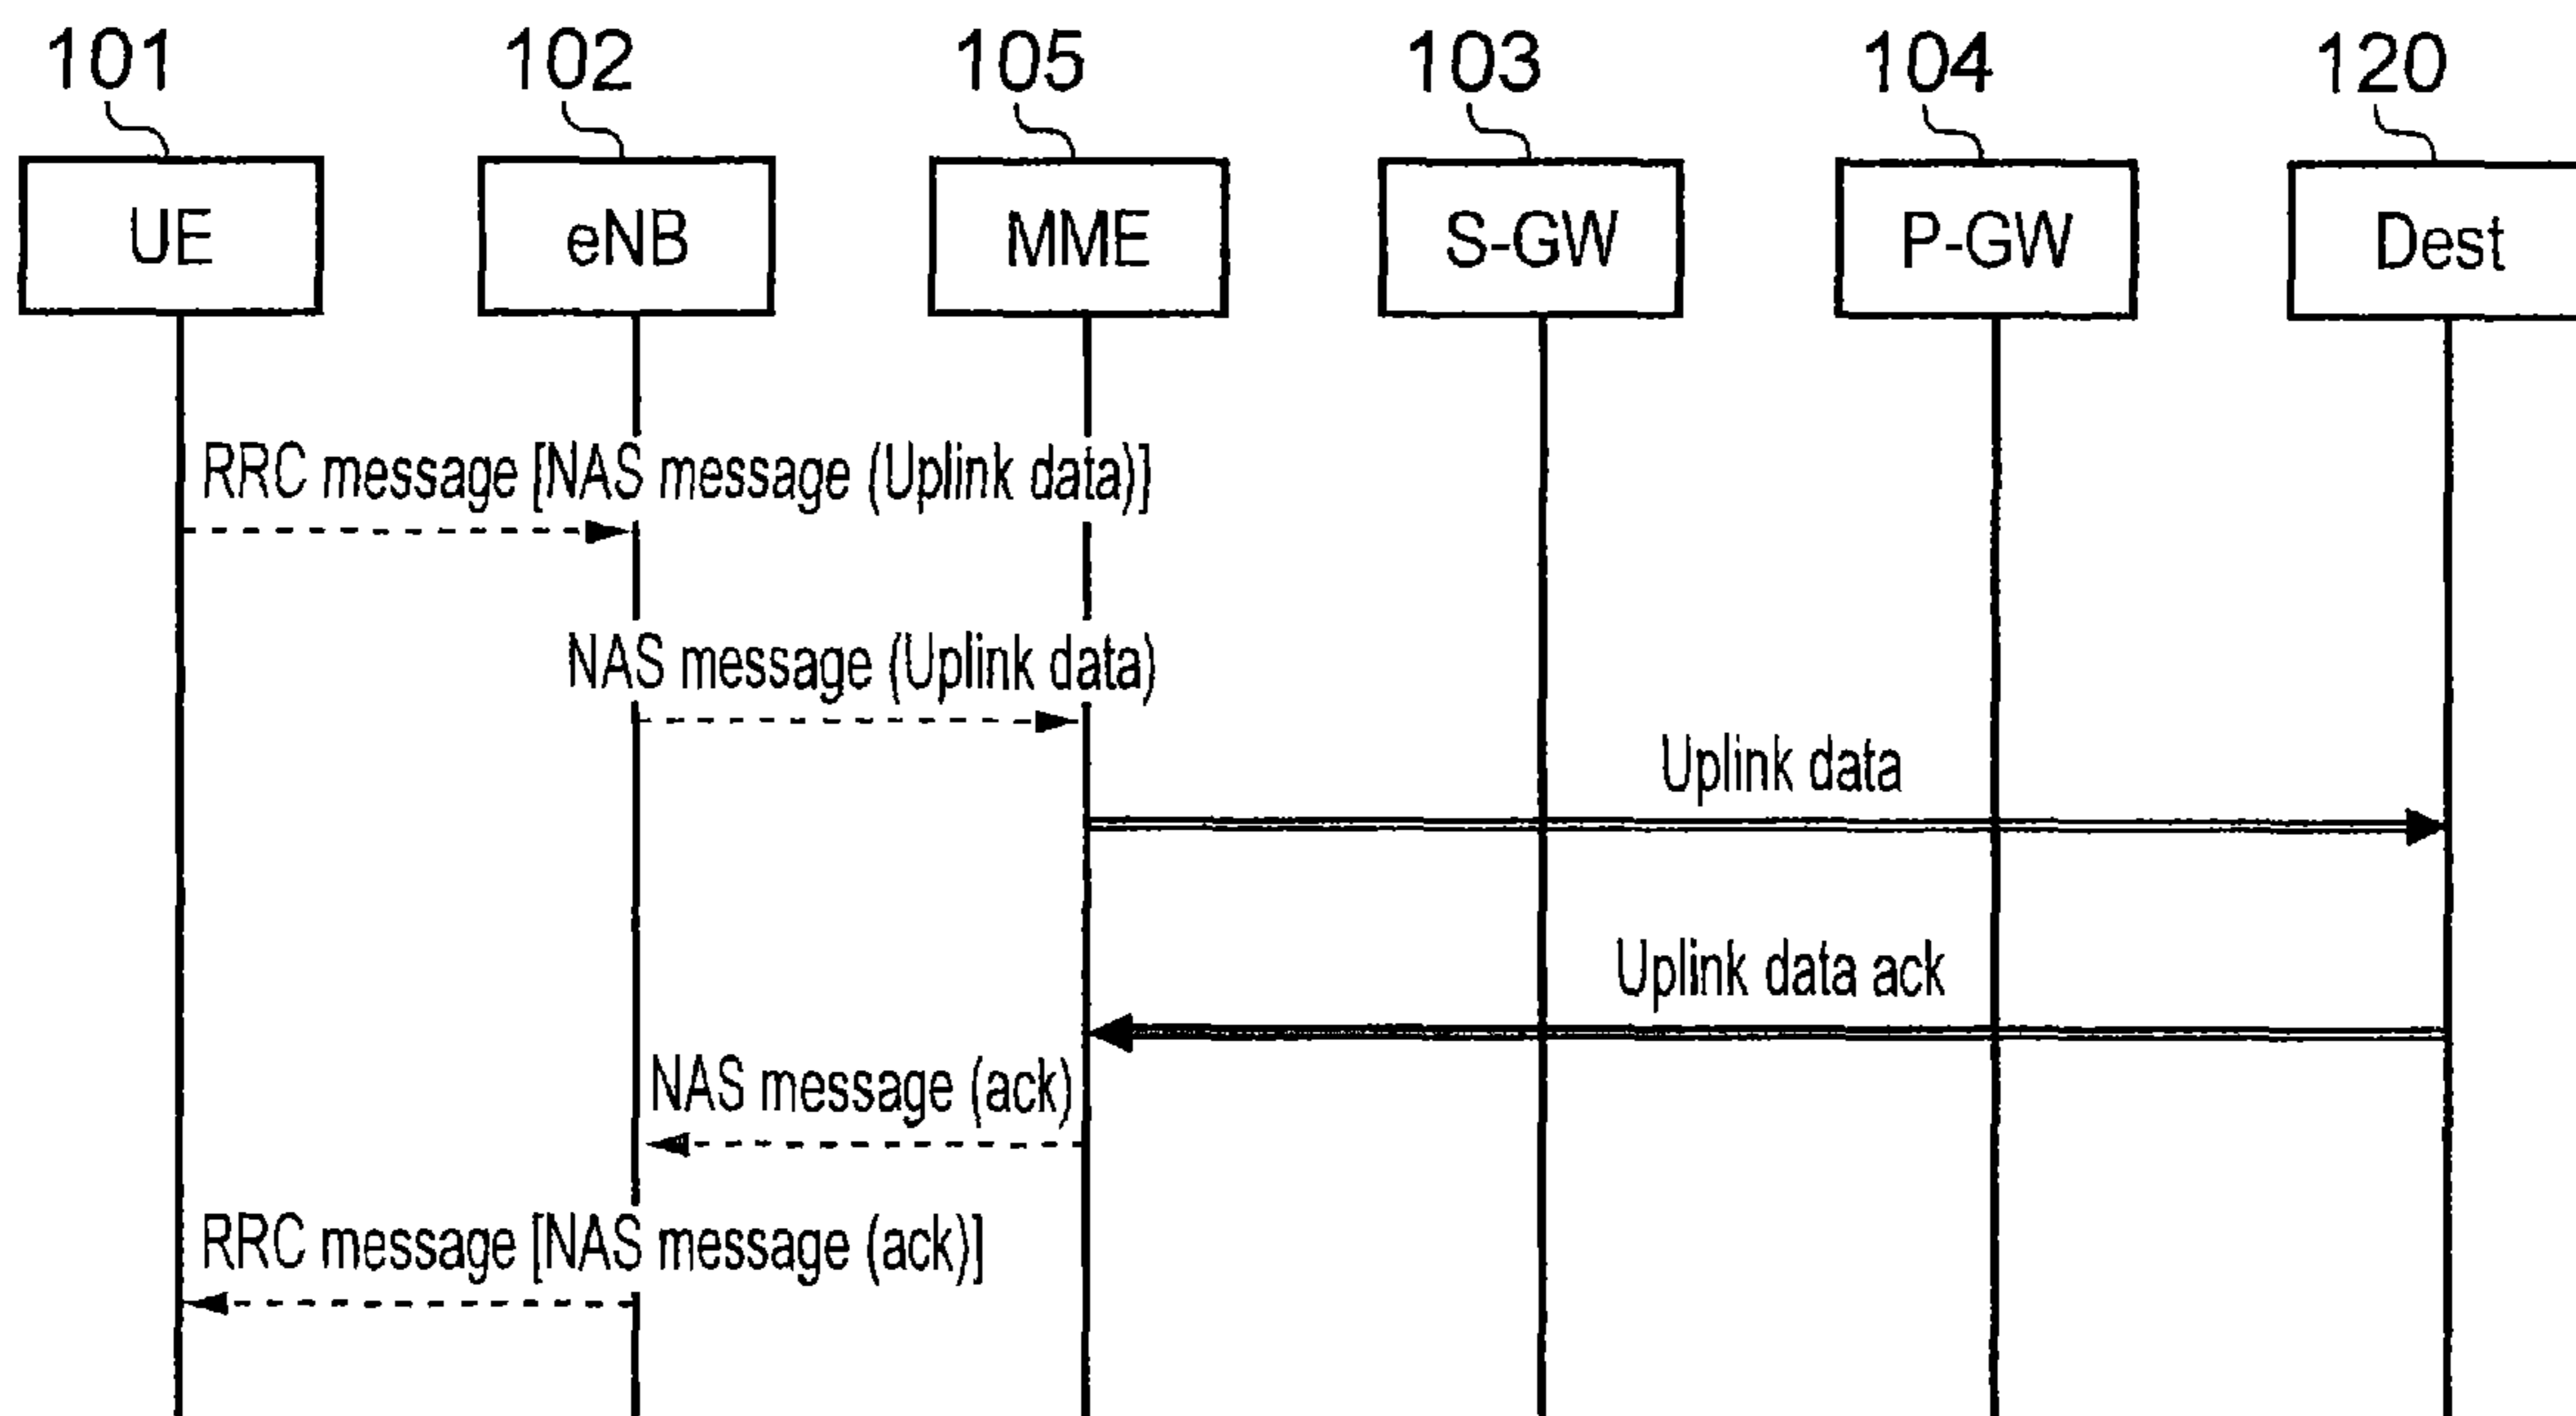 101 102 105 103 104 120
UE eNB MME S-GW P-GW Dest
RRC message [NAS message (Uplink data)]
NAS message (Uplink data)
Uplink data
Uplink data ack
NAS message (ack)
RRC message [NAS message (ack)]